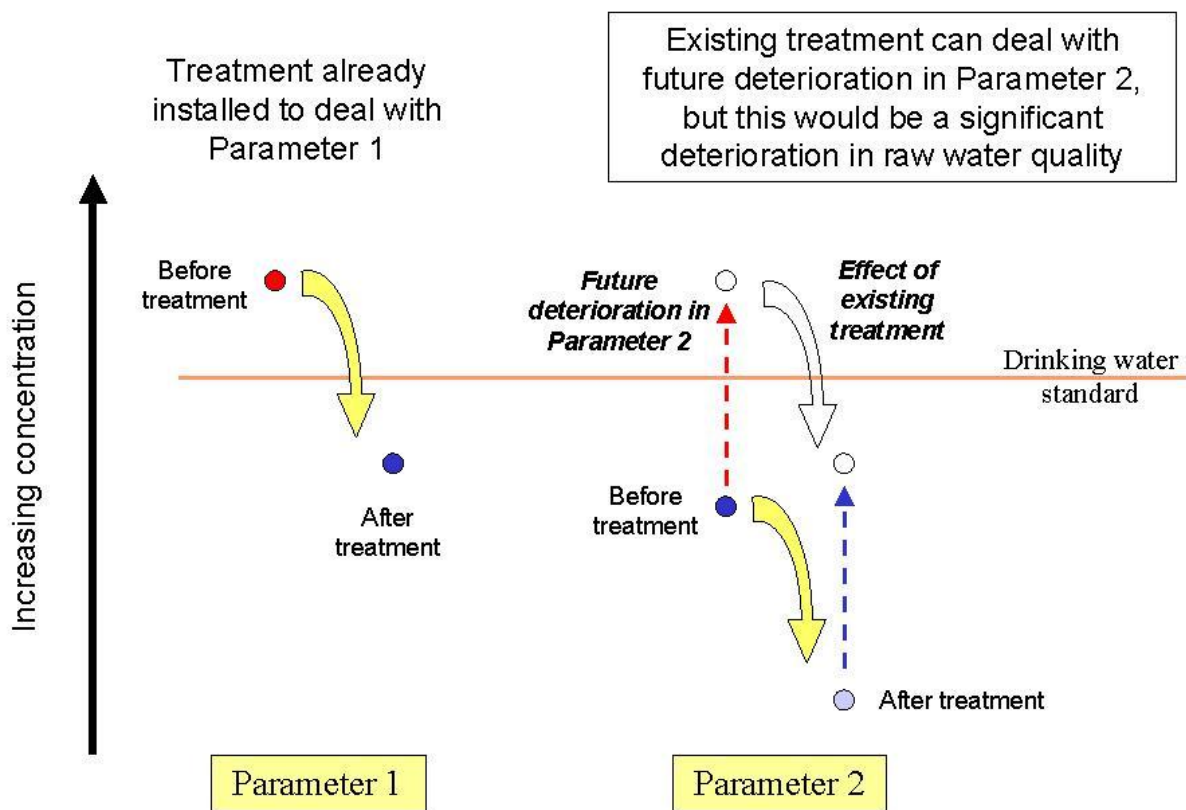 Treatment already
installed to deal with
Parameter 1
Existing treatment can deal with
future deterioration in Parameter 2,
but this would be a significant
deterioration in raw water quality
Increasing concentration
Before
treatment
After
treatment
Future
deterioration in
Parameter 2
Effect of
existing
treatment
Drinking water
standard
Before
treatment
After treatment
Parameter 1
Parameter 2